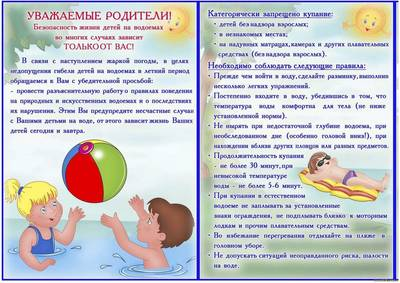 УВАЖАЕМЫЕ РОДИТЕЛИ!
Безопасность жизни детей на водоемах
во многих случаях зависит
ТОЛЬКО ОТ ВАС!
В связи с наступлением жаркой погоды, в целях
недопущения гибели детей на водоемах в летний период
обращаемся к Вам с убедительной просьбой:
- провести разъяснительную работу о правилах поведения
на природных и искусственных водоемах и о последствиях
их нарушения. Этим Вы предупредите несчастные случаи
с Вашими детьми на воде, от этого зависит жизнь Ваших
детей сегодня и завтра.
Категорически запрещено купание:
- детей без надзора взрослых;
- в незнакомых местах;
- на надувных матрацах, камерах и других плавательных
средствах (без надзора взрослых).
Необходимо соблюдать следующие правила:
- Прежде чем войти в воду, сделайте разминку, выполнив
несколько легких упражнений.
- Постепенно входите в воду, убедившись в том, что
температура воды комфортна для тела (не ниже
установленной нормы).
- Не нырять при недостаточной глубине водоема, при
необследованном дне (особенно головой вниз!), при
нахождении вблизи других пловцов или разных предметов.
- Продолжительность купания
- не более 30 минут, при
невысокой температуре
воды - не более 5-6 минут.
- При купании в естественном
водоеме не заплывать за установленные
знаки ограждения, не подплывать близко к моторным
лодкам и прочим плавательным средствам.
- Во избежание перегревания отдыхайте на пляже в
головном уборе.
- Не допускать ситуаций неоправданного риска, шалости
на воде.